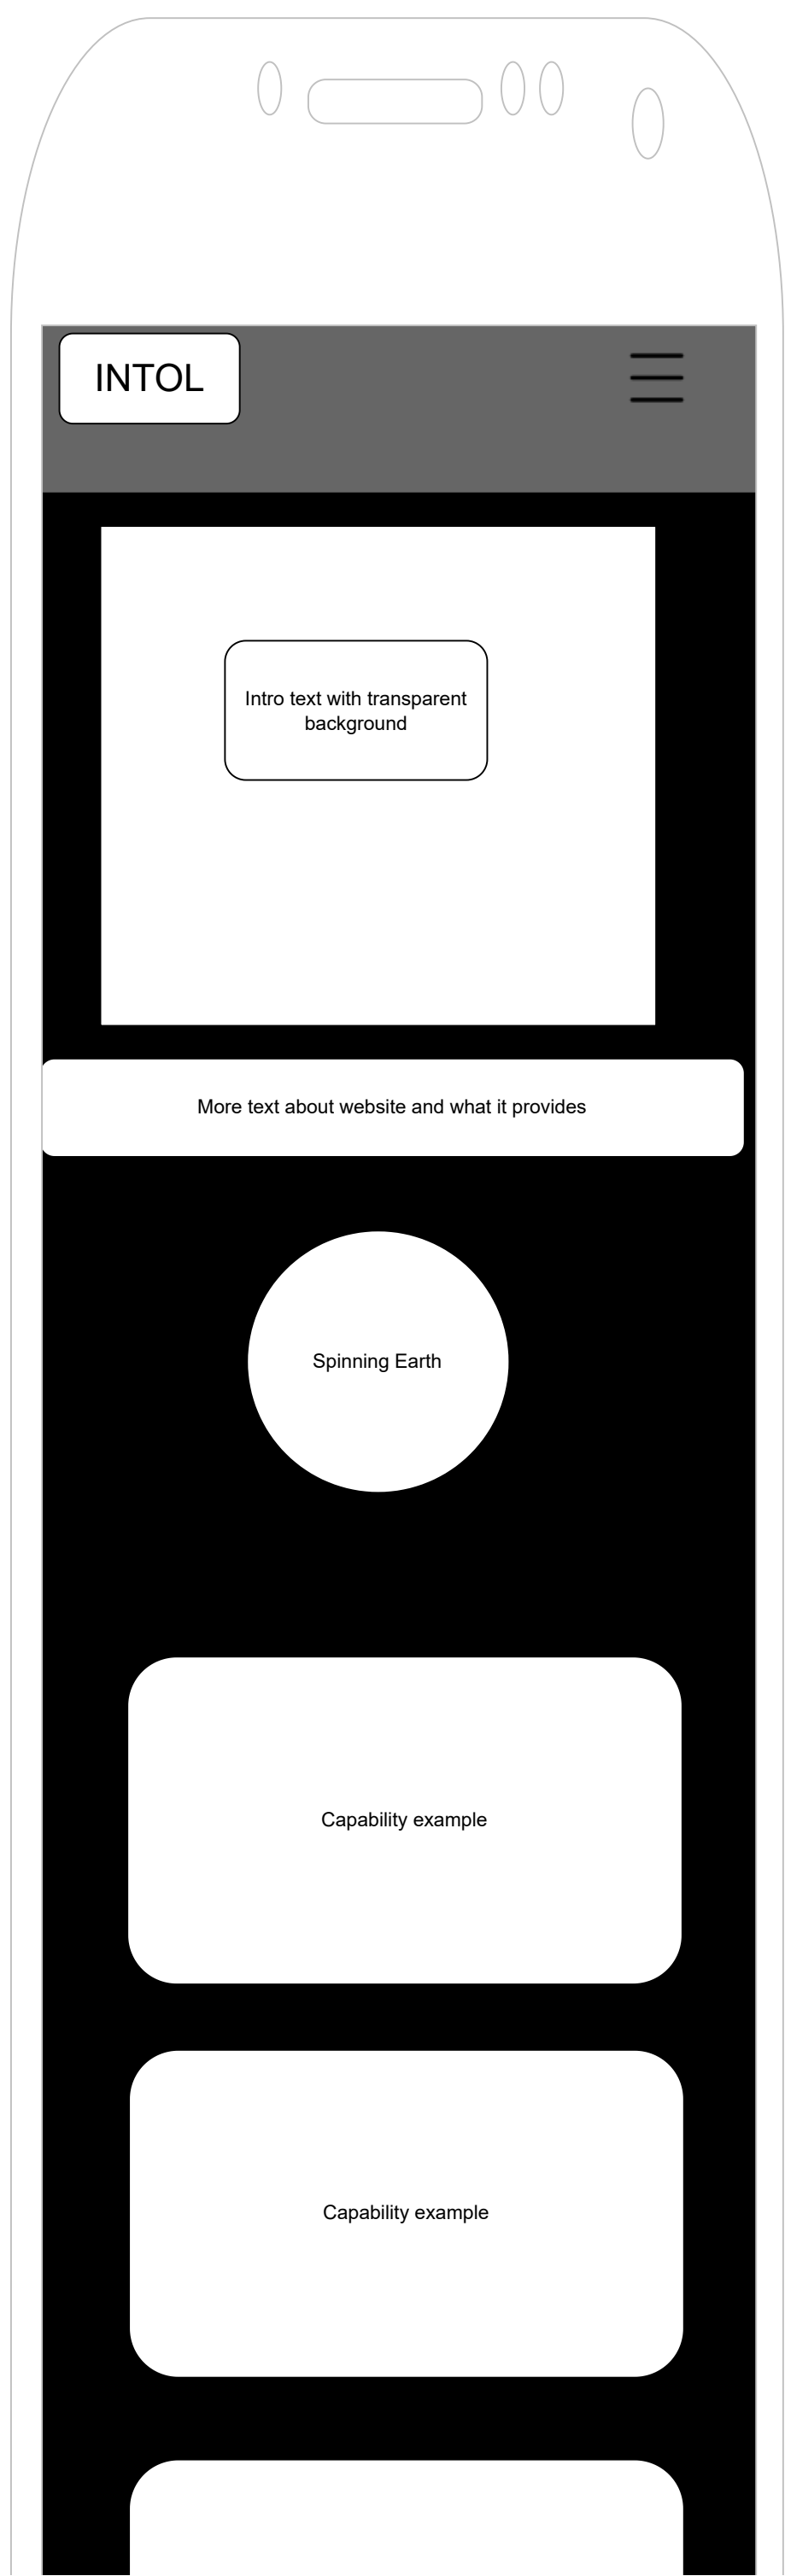 INTOL
Intro text with transparent
background
More text about website and what it provides
Spinning Earth
Capability example
Capability example